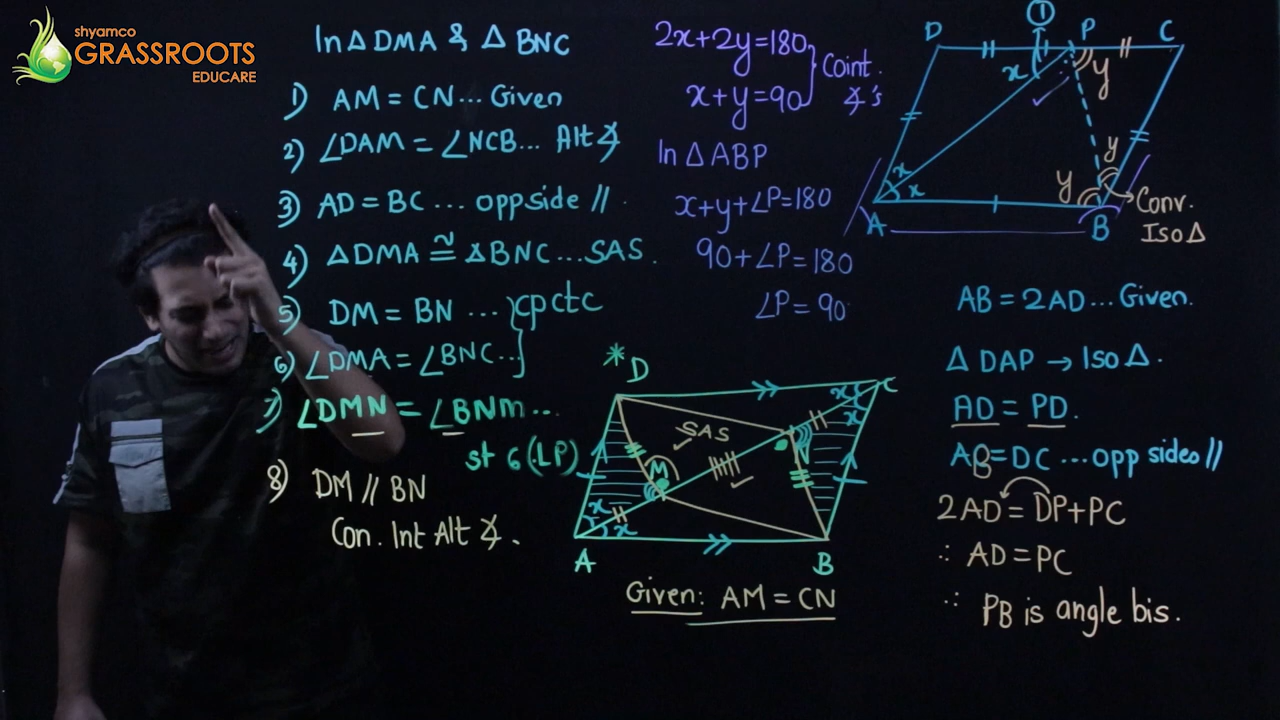 shyamco
GRASSROOTS
EDUCARE
In Δ DMA & Δ BNC
1) AM = CN... Given
2) ∠DAM = ∠NCB... Alt ∡
3) AD = BC ... opp side //
4) Δ DMA ≅ Δ BNC ...SAS.
5) DM = BN ... } cpctc
6) ∠DMA = ∠BNC...
7) ∠DMN = ∠BNM...
st 6 (LP)
8) DM // BN
Con. Int Alt ∡.
2x+2y=180
x+y=90
} Coint. ∡'s
In Δ ABP
x+y+∠P=180
90+∠P=180
∠P=90
D
1
P
C
x
y
x
x
y
y
A
B
Conv.
Iso Δ
AB = 2AD ... Given.
Δ DAP → Iso Δ.
AD = PD.
AB=DC ...opp sides //
2AD = DP+PC
∴ AD = PC
∴ PB is angle bis.
*
D
C
x
x
SAS
M
N
x
x
A
B
Given: AM = CN